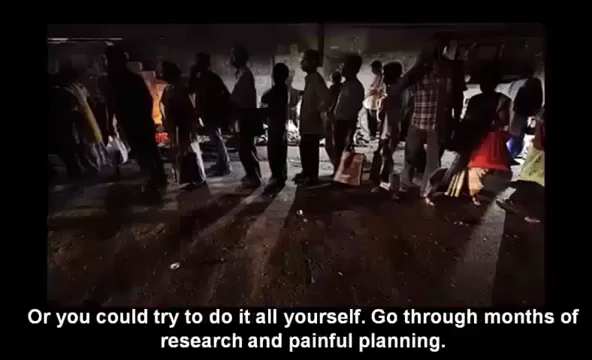 Or you could try to do it all yourself. Go through months of
research and painful planning.